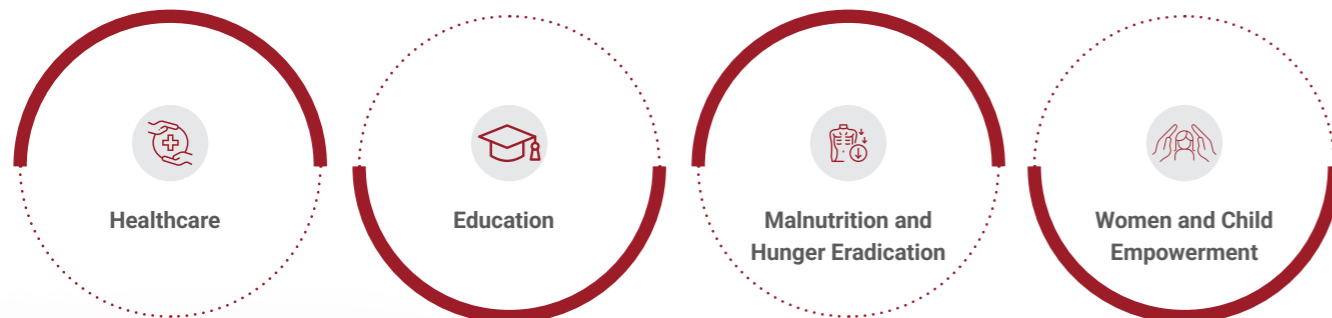 Healthcare
Education
Malnutrition and
Hunger Eradication
Women and Child
Empowerment